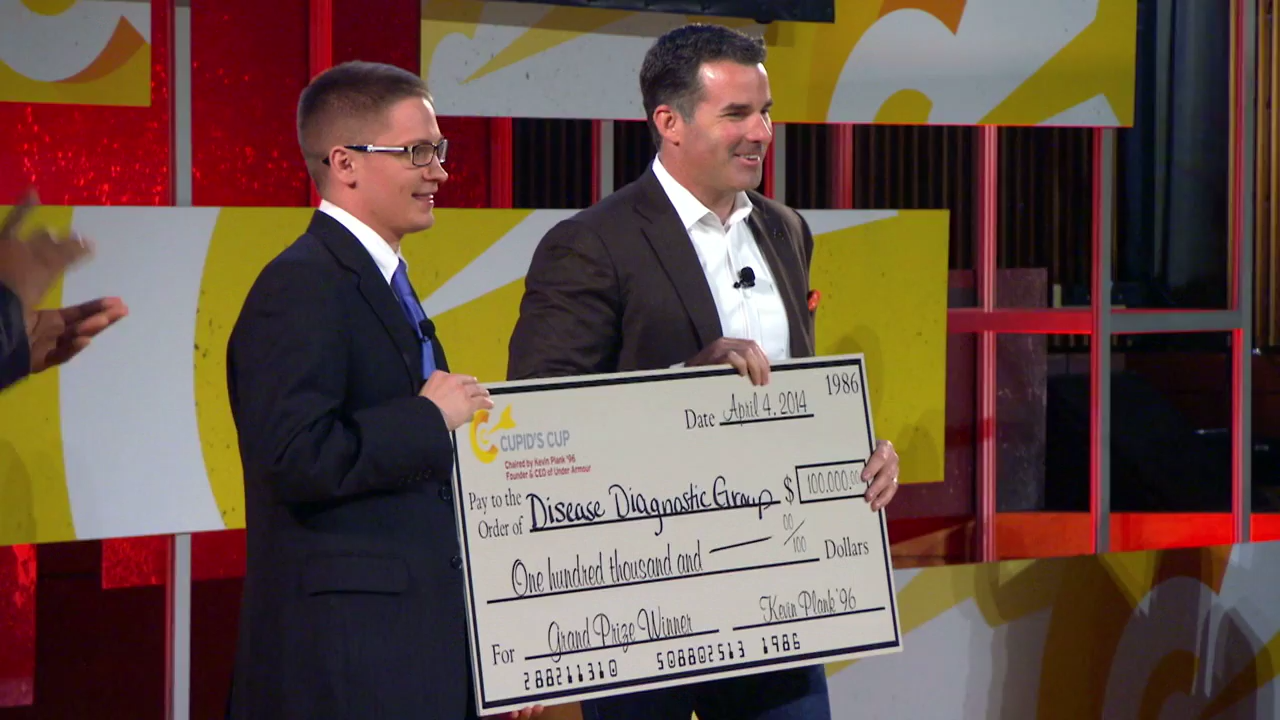 1986
Date April 4, 2014
CUPID'S CUP
Chaired by Kevin Plank '96
Founder & CEO of Under Armour
Pay to the
Order of Disease Diagnostic Group $ 100,000.00
One hundred thousand and 00/100 Dollars
For Grand Prize Winner Kevin Plank '96
288211310 508802513 1986